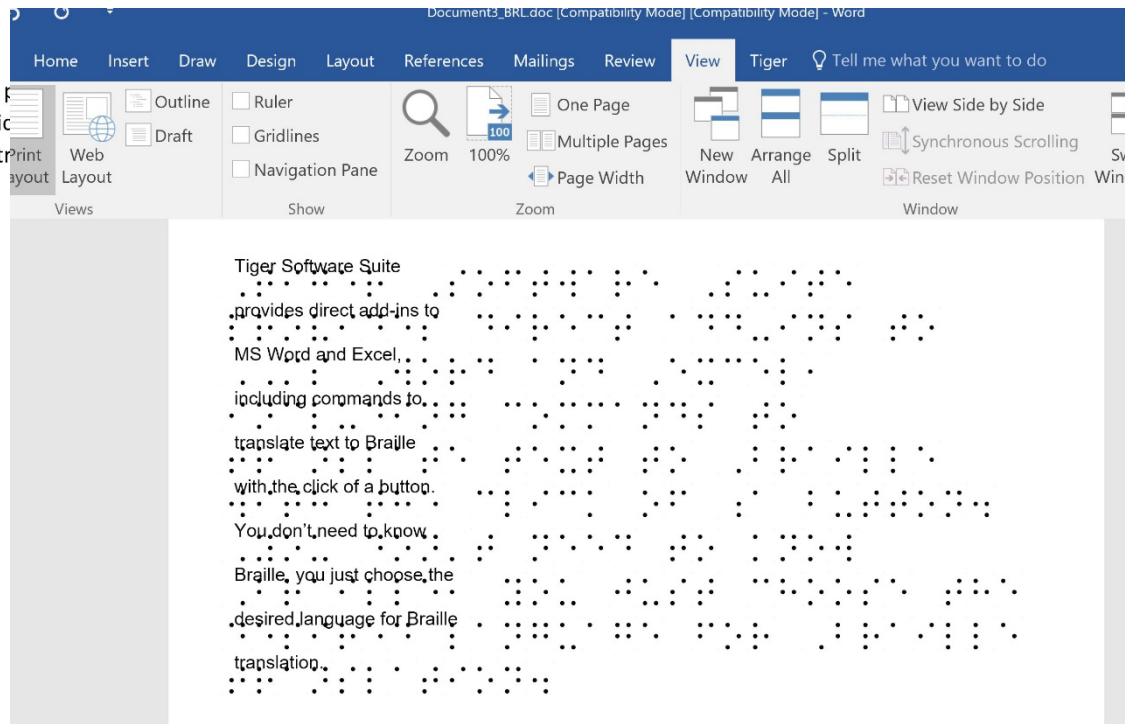 Document3_BRL.doc [Compatibility Mode] [Compatibility Mode] - Word
Home Insert Draw Design Layout References Mailings Review View Tiger Tell me what you want to do
Print Layout
Web Layout
Outline
Draft
Views
Ruler
Gridlines
Navigation Pane
Show
Zoom
100
100%
One Page
Multiple Pages
Page Width
Zoom
New Window
Arrange All
Split
View Side by Side
Synchronous Scrolling
Reset Window Position
Window
Tiger Software Suite
provides direct add-ins to
MS Word and Excel,
including commands to
translate text to Braille
with the click of a button.
You don't need to know
Braille, you just choose the
desired language for Braille
translation.